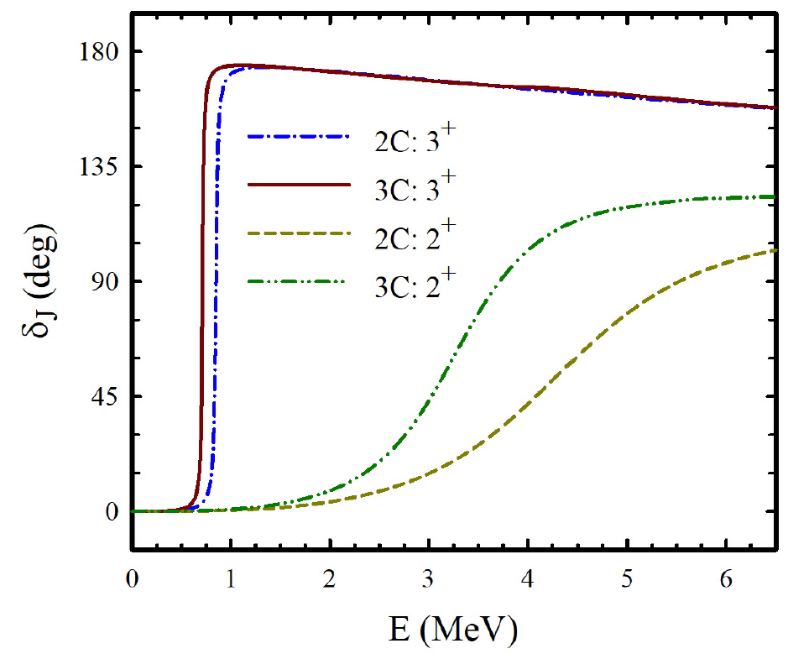 180
135
90
45
0
δJ (deg)
2C: 3+
3C: 3+
2C: 2+
3C: 2+
0 1 2 3 4 5 6
E (MeV)